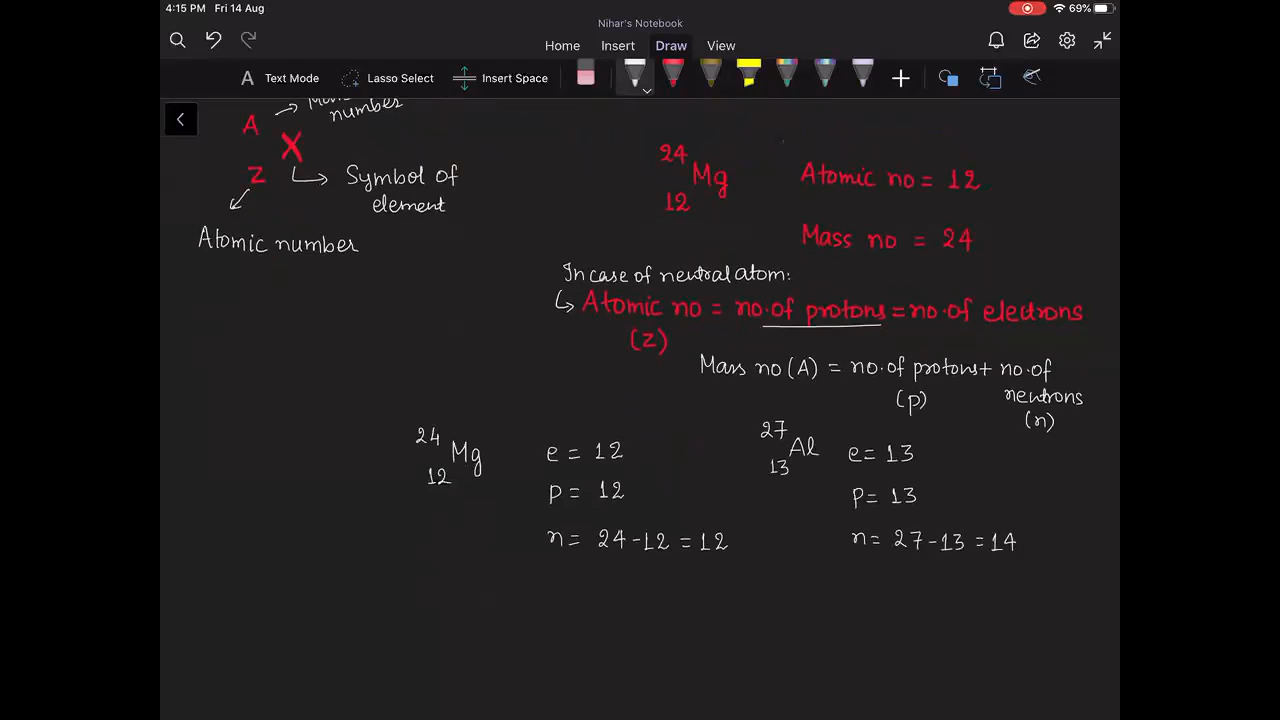 4:15 PM Fri 14 Aug
69%
Nihar's Notebook
Home Insert Draw View
A Text Mode Lasso Select Insert Space
number
A
X
Z
Symbol of
element
Atomic number
24
Mg
12
Atomic no = 12
Mass no = 24
In case of neutral atom:
Atomic no = no.of protons = no.of electrons
(Z)
Mass no (A) = no.of protons + no.of
neutrons
(p)
(n)
24
Mg
12
e = 12
p = 12
n = 24 - 12 = 12
27
Al
13
e = 13
p = 13
n = 27 - 13 = 14